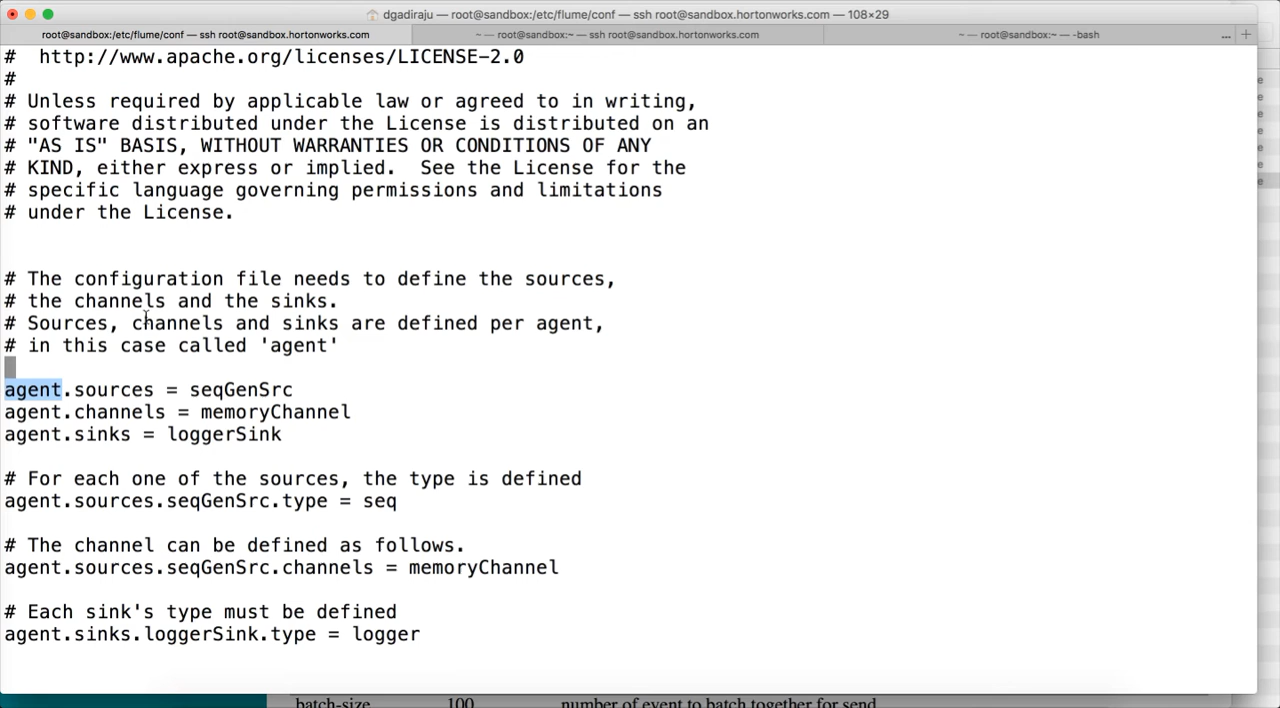 dgadiraju — root@sandbox:/etc/flume/conf — ssh root@sandbox.hortonworks.com — 108×29
root@sandbox:/etc/flume/conf — ssh root@sandbox.hortonworks.com
~ — root@sandbox:~ — ssh root@sandbox.hortonworks.com
~ — root@sandbox:~ — -bash
... +
#  http://www.apache.org/licenses/LICENSE-2.0
#
# Unless required by applicable law or agreed to in writing,
# software distributed under the License is distributed on an
# "AS IS" BASIS, WITHOUT WARRANTIES OR CONDITIONS OF ANY
# KIND, either express or implied.  See the License for the
# specific language governing permissions and limitations
# under the License.
# The configuration file needs to define the sources,
# the channels and the sinks.
# Sources, channels and sinks are defined per agent,
# in this case called 'agent'
agent.sources = seqGenSrc
agent.channels = memoryChannel
agent.sinks = loggerSink
# For each one of the sources, the type is defined
agent.sources.seqGenSrc.type = seq
# The channel can be defined as follows.
agent.sources.seqGenSrc.channels = memoryChannel
# Each sink's type must be defined
agent.sinks.loggerSink.type = logger
batch-size 100 number of event to batch together for send